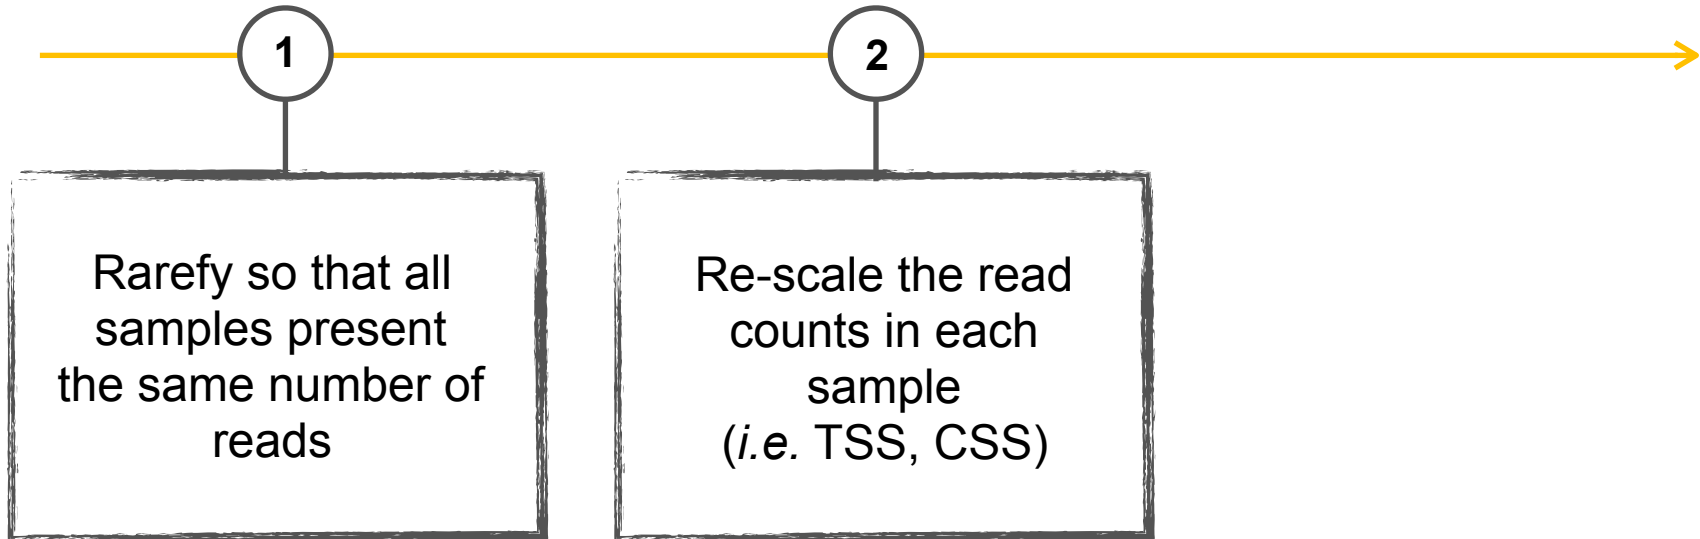 1
2
Rarefy so that all
samples present
the same number of
reads
Re-scale the read
counts in each
sample
(i.e. TSS, CSS)